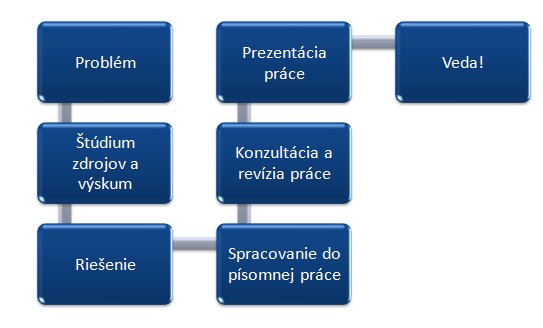 Problém
Štúdium
zdrojov a
výskum
Riešenie
Spracovanie do
písomnej práce
Konzultácia a
revízia práce
Prezentácia
práce
Veda!